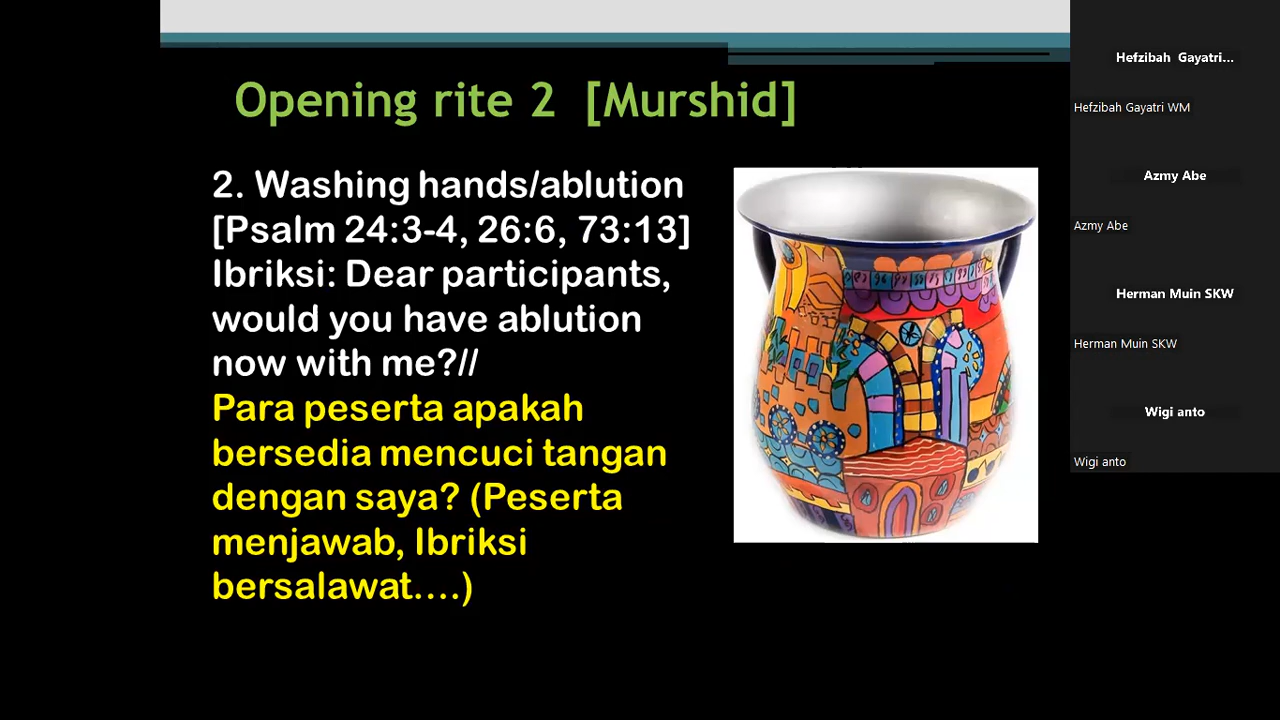 Opening rite 2 [Murshid]
2. Washing hands/ablution
[Psalm 24:3-4, 26:6, 73:13]
Ibriksi: Dear participants,
would you have ablution
now with me?//
Para peserta apakah
bersedia mencuci tangan
dengan saya? (Peserta
menjawab, Ibriksi
bersalawat....)
Hefzibah Gayatri...
Hefzibah Gayatri WM
Azmy Abe
Azmy Abe
Herman Muin SKW
Herman Muin SKW
Wigi anto
Wigi anto